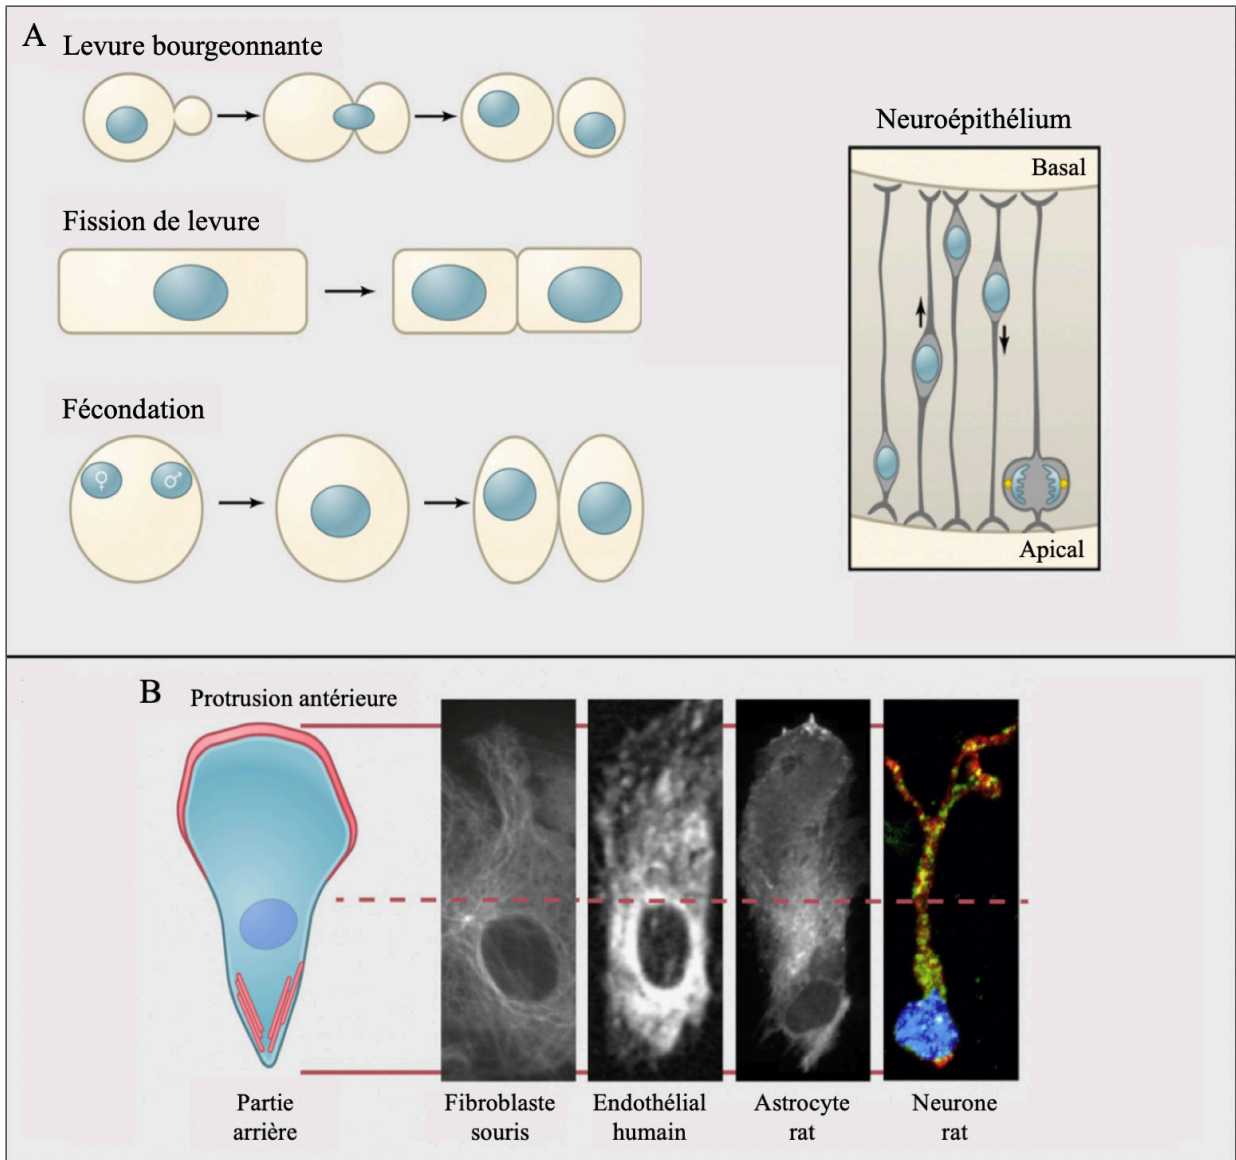 A
Levure bourgeonnante
Neuroépithélium
Basal
Fission de levure
Fécondation
♀ ♂
Apical
B
Protrusion antérieure
Partie
arrière
Fibroblaste
souris
Endothélial
humain
Astrocyte
rat
Neurone
rat